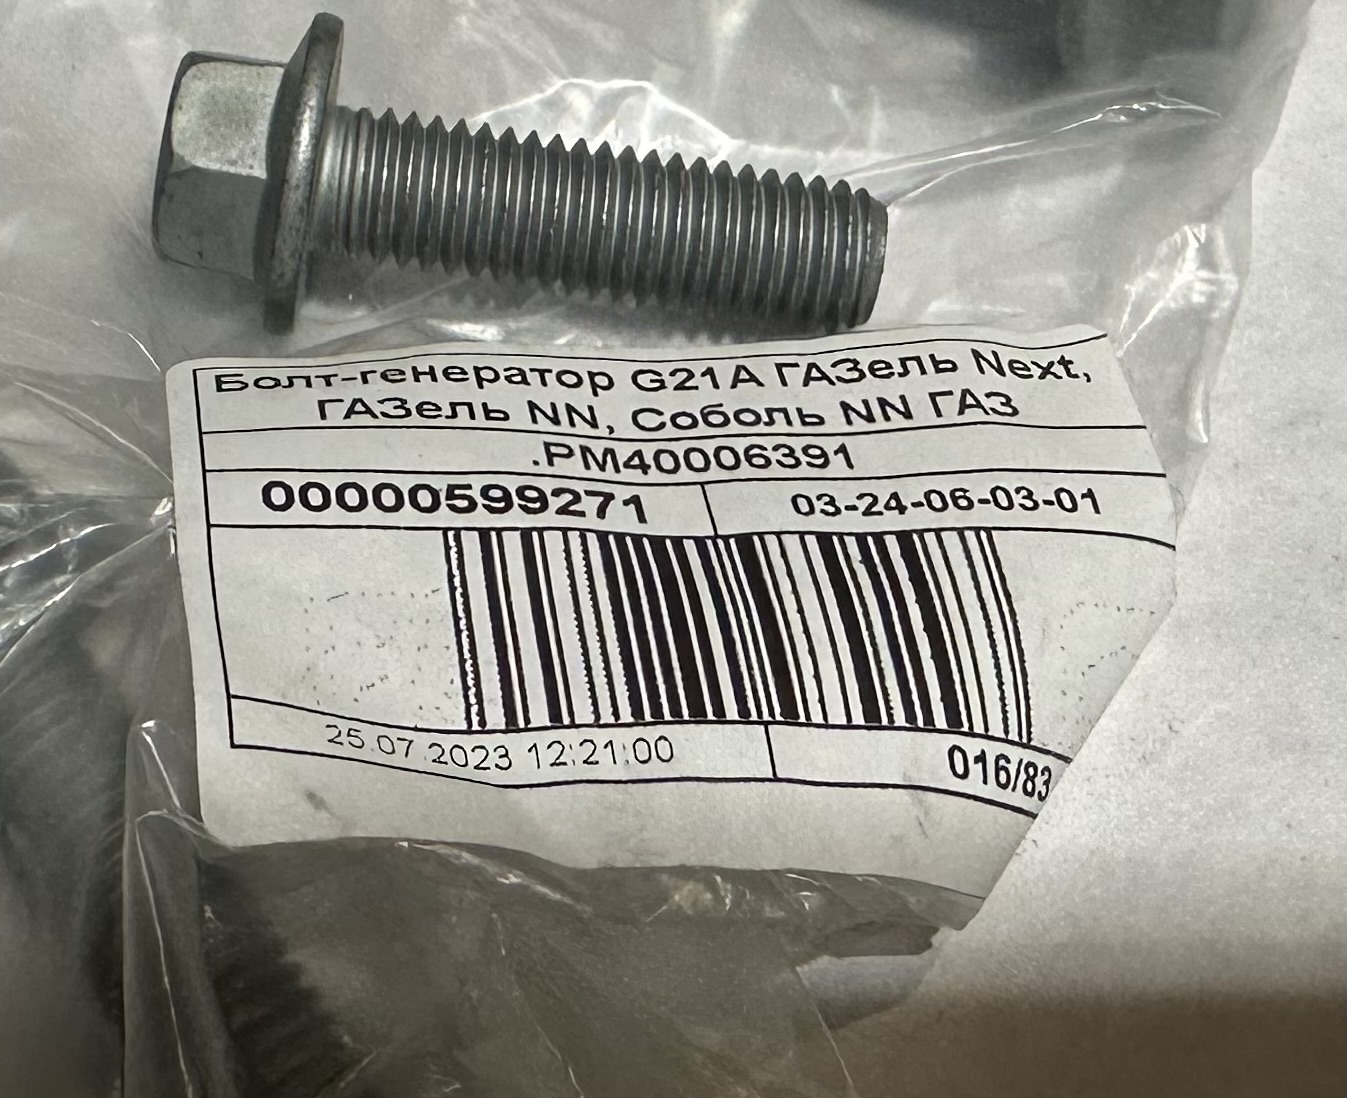 Болт-генератор G21A ГАЗель Next,
ГАЗель NN, Соболь NN ГАЗ
.РМ40006391
00000599271
03-24-06-03-01
25.07.2023 12:21:00
016/83